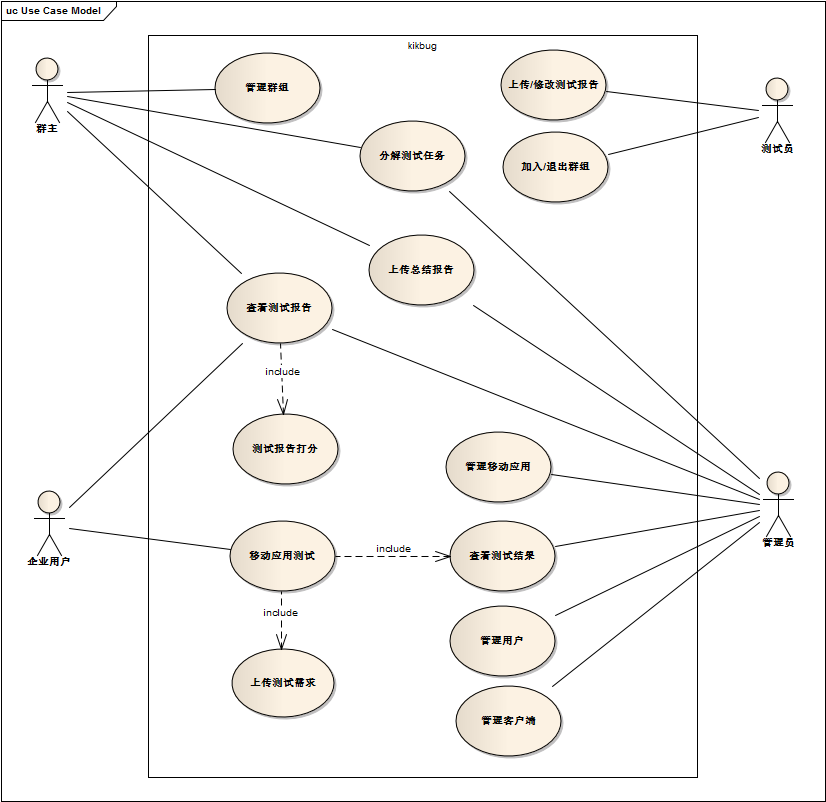 uc Use Case Model
kikbug
管理群组
上传/修改测试报告
群主
测试员
分解测试任务
加入/退出群组
上传总结报告
查看测试报告
include
测试报告打分
管理移动应用
企业用户
管理员
移动应用测试
include
查看测试结果
include
管理用户
上传测试需求
管理客户端